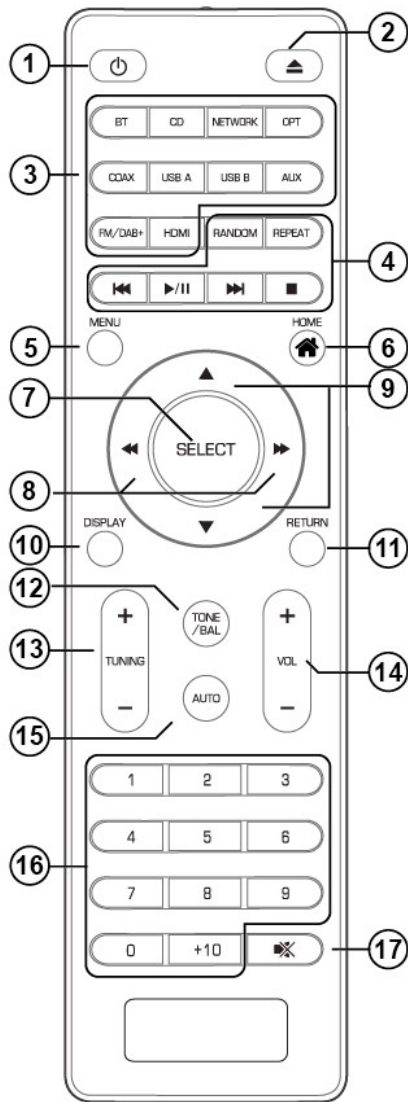 1 2
BT CD NETWORK OPT
3 COAX USB A USB B AUX
FM/DAB+ HDMI RANDOM REPEAT
4
MENU HOME
5 6
7 9
SELECT
8
DISPLAY RETURN
10 11
12 TONE
/BAL
+ +
13 TUNING VOL 14
- -
15 AUTO
1 2 3
16 4 5 6
7 8 9
0 +10 17